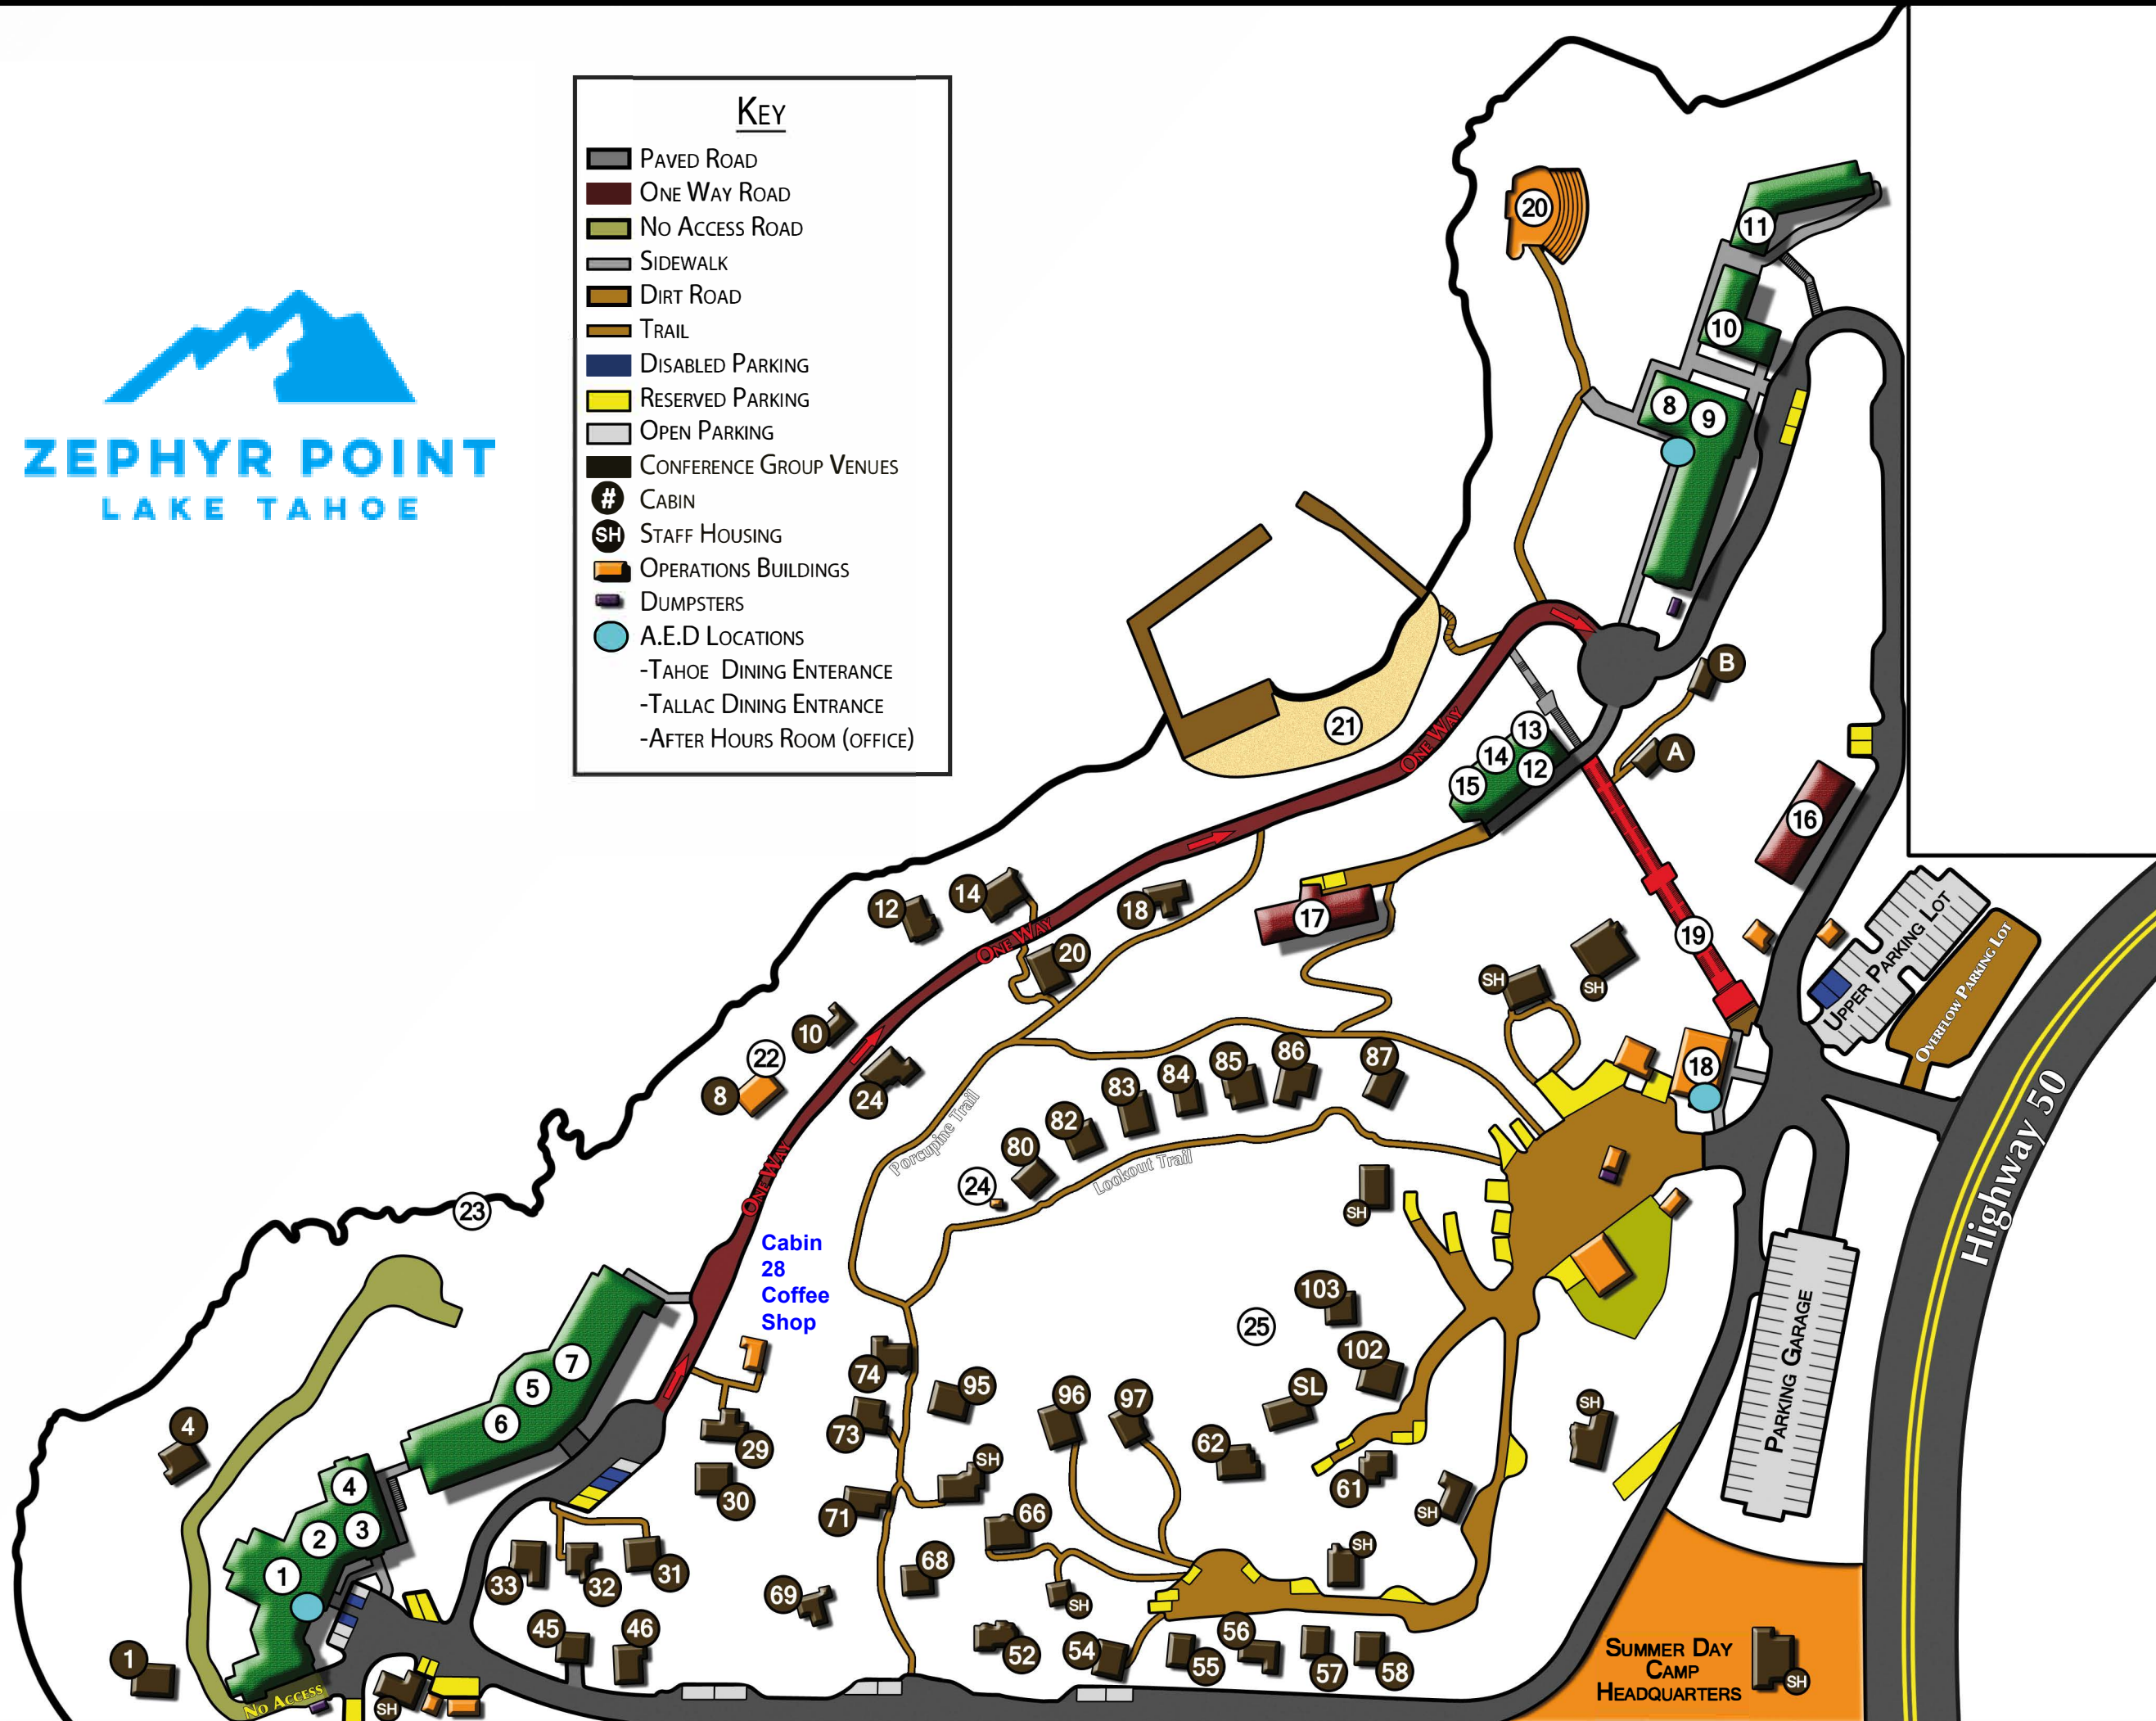 ZEPHYR POINT
LAKE TAHOE
KEY
PAVED ROAD
ONE WAY ROAD
NO ACCESS ROAD
SIDEWALK
DIRT ROAD
TRAIL
DISABLED PARKING
RESERVED PARKING
OPEN PARKING
CONFERENCE GROUP VENUES
# CABIN
SH STAFF HOUSING
OPERATIONS BUILDINGS
DUMPSTERS
A.E.D LOCATIONS
-TAHOE DINING ENTERANCE
-TALLAC DINING ENTRANCE
-AFTER HOURS ROOM (OFFICE)
20
11
10
8
9
B
A
21
13
14
12
15
16
ONE WAY
17
19
UPPER PARKING LOT
OVERFLOW PARKING LOT
12
14
18
20
ONE WAY
SH
SH
10
22
8
24
18
Highway 50
87
86
85
84
83
82
80
24
Porcupine Trail
Lookout Trail
ONE WAY
SH
23
Cabin
28
Coffee
Shop
103
25
102
SL
PARKING GARAGE
7
5
6
74
95
96
97
73
62
61
SH
SH
4
4
3
2
1
29
30
71
SH
66
68
69
SH
SH
33
32
31
45
46
52
54
55
56
57
58
1
NO ACCESS
SH
SUMMER DAY
CAMP
HEADQUARTERS
SH